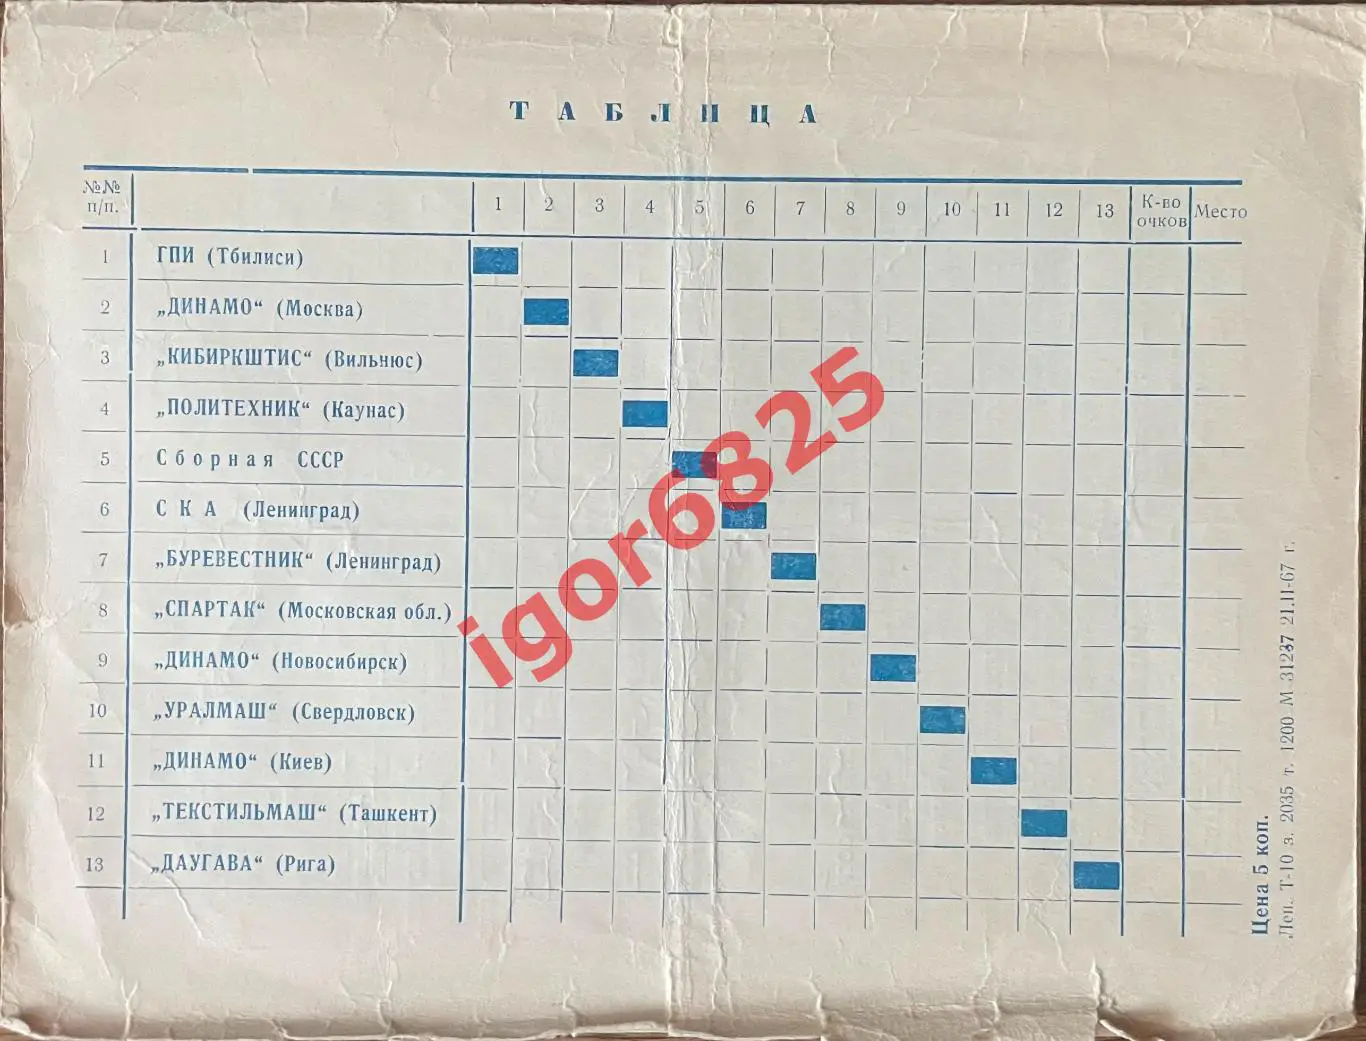 ТАБЛИЦА
№№ п/п. 1 2 3 4 5 6 7 8 9 10 11 12 13 К-во очков Место
1 ГПИ (Тбилиси)
2 „ДИНАМО“ (Москва)
3 „КИБИРКШТИС“ (Вильнюс)
4 „ПОЛИТЕХНИК“ (Каунас)
5 Сборная СССР
6 СКА (Ленинград)
7 „БУРЕВЕСТНИК“ (Ленинград)
8 „СПАРТАК“ (Московская обл.)
9 „ДИНАМО“ (Новосибирск)
10 „УРАЛМАШ“ (Свердловск)
11 „ДИНАМО“ (Киев)
12 „ТЕКСТИЛЬМАШ“ (Ташкент)
13 „ДАУГАВА“ (Рига)
Цена 5 коп.
Леп. Т-10 з. 2035 т. 1200 М 31237 21.11-67 г.
igor6825